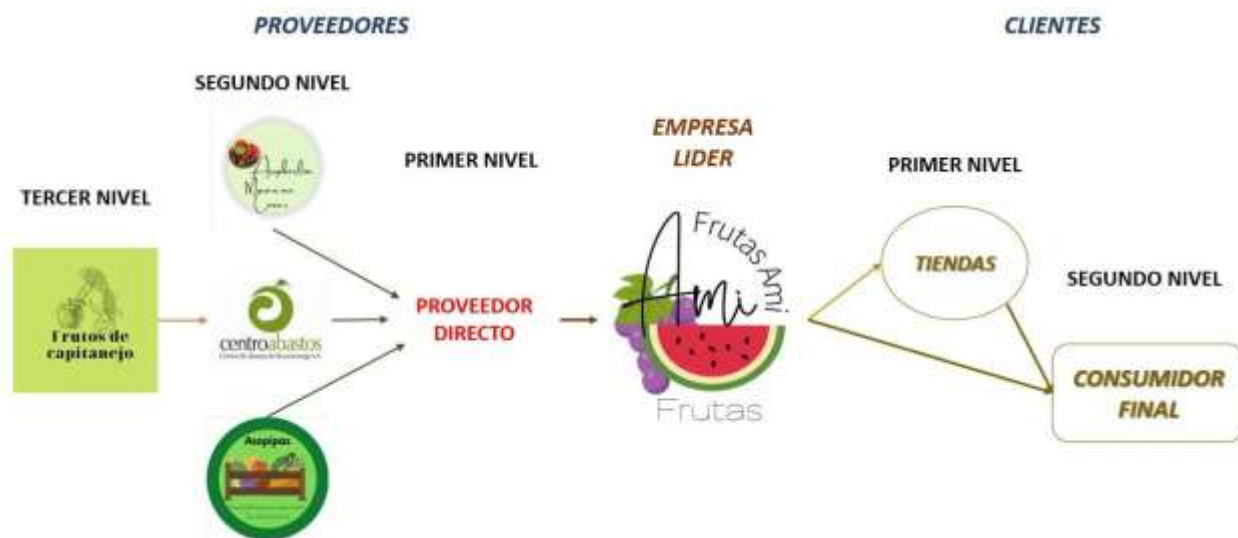 PROVEEDORES
CLIENTES
SEGUNDO NIVEL
EMPRESA
LIDER
PRIMER NIVEL
PRIMER NIVEL
TERCER NIVEL
Frutas Ami
Ami
TIENDAS
SEGUNDO NIVEL
Frutos de
capitanejo
centroabastos
PROVEEDOR
DIRECTO
CONSUMIDOR
FINAL
Frutas
Asopipas